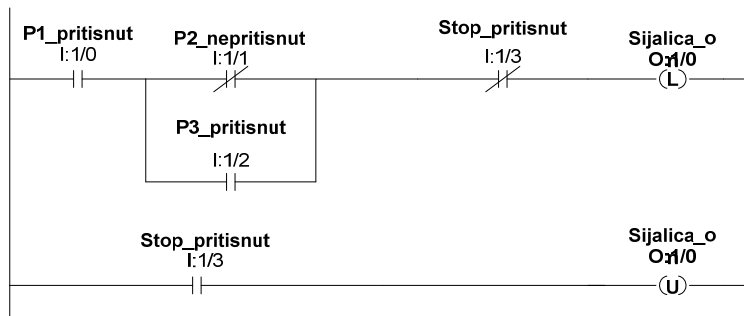 P1_pritisnut
I:1/0
P2_nepritisnut
I:1/1
Stop_pritisnut
I:1/3
Sijalica_o
O:1/0
L
P3_pritisnut
I:1/2
Stop_pritisnut
I:1/3
Sijalica_o
O:1/0
U